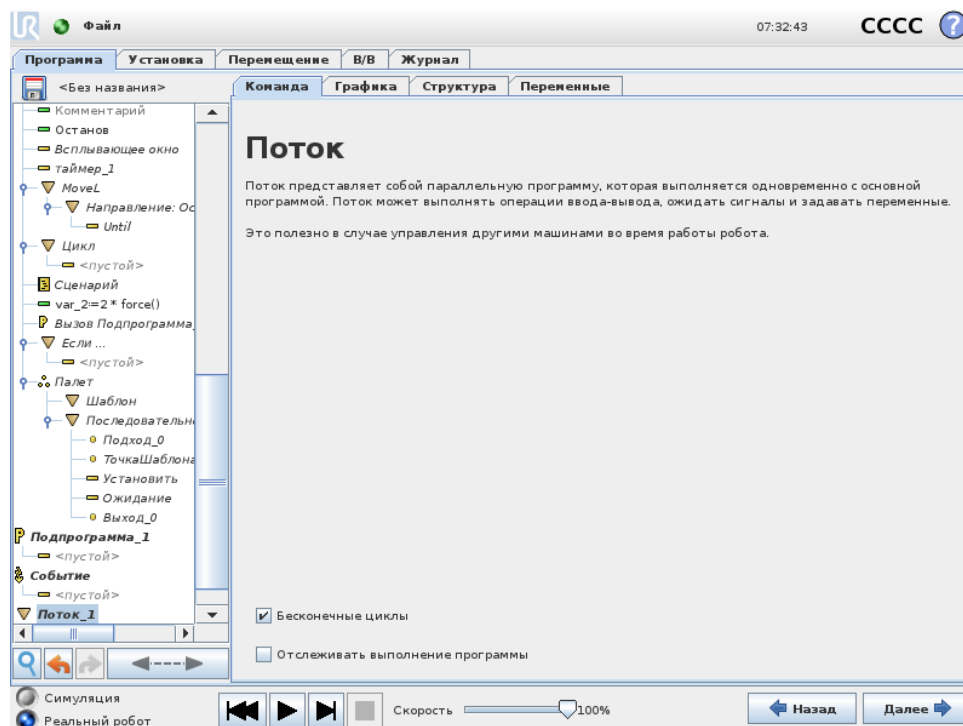 UR Файл 07:32:43 CCCC ?
Программа Установка Перемещение В/В Журнал
<Без названия>
Команда Графика Структура Переменные
Комментарий
Останов
Всплывающее окно
таймер_1
MoveL
Направление: Ос
Until
Цикл
<пустой>
Сценарий
var_2:=2 * force()
Вызов Подпрограмма_
Если ...
<пустой>
Палет
Шаблон
Последовательн
Подход_0
ТочкаШаблона
Установить
Ожидание
Выход_0
Подпрограмма_1
<пустой>
Событие
<пустой>
Поток_1
Поток
Поток представляет собой параллельную программу, которая выполняется одновременно с основной
программой. Поток может выполнять операции ввода-вывода, ожидать сигналы и задавать переменные.
Это полезно в случае управления другими машинами во время работы робота.
Бесконечные циклы
Отслеживать выполнение программы
Симуляция
Реальный робот
Скорость 100%
Назад Далее